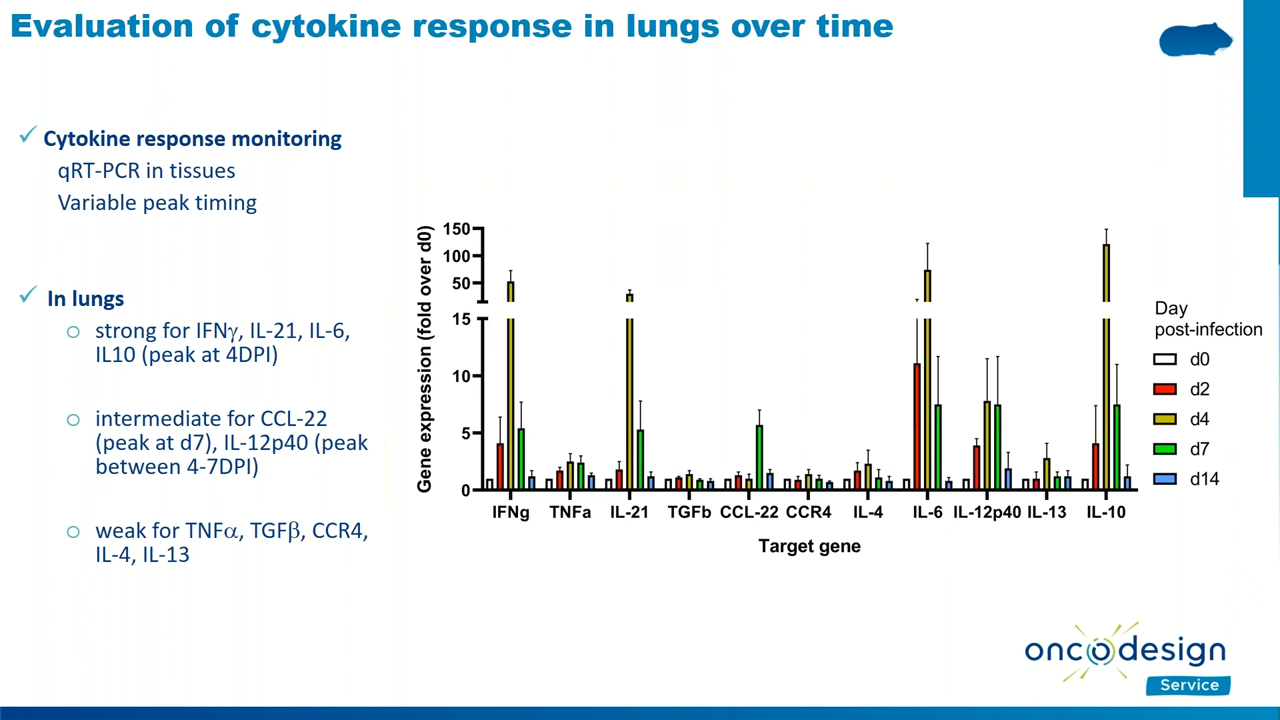 Evaluation of cytokine response in lungs over time
✓ Cytokine response monitoring
qRT-PCR in tissues
Variable peak timing
✓ In lungs
o strong for IFNγ, IL-21, IL-6,
IL10 (peak at 4DPI)
o intermediate for CCL-22
(peak at d7), IL-12p40 (peak
between 4-7DPI)
o weak for TNFα, TGFβ, CCR4,
IL-4, IL-13
Gene expression (fold over d0)
150
100
50
15
10
5
0
IFNg TNFa IL-21 TGFb CCL-22 CCR4 IL-4 IL-6 IL-12p40 IL-13 IL-10
Target gene
Day
post-infection
d0
d2
d4
d7
d14
oncodesign
Service